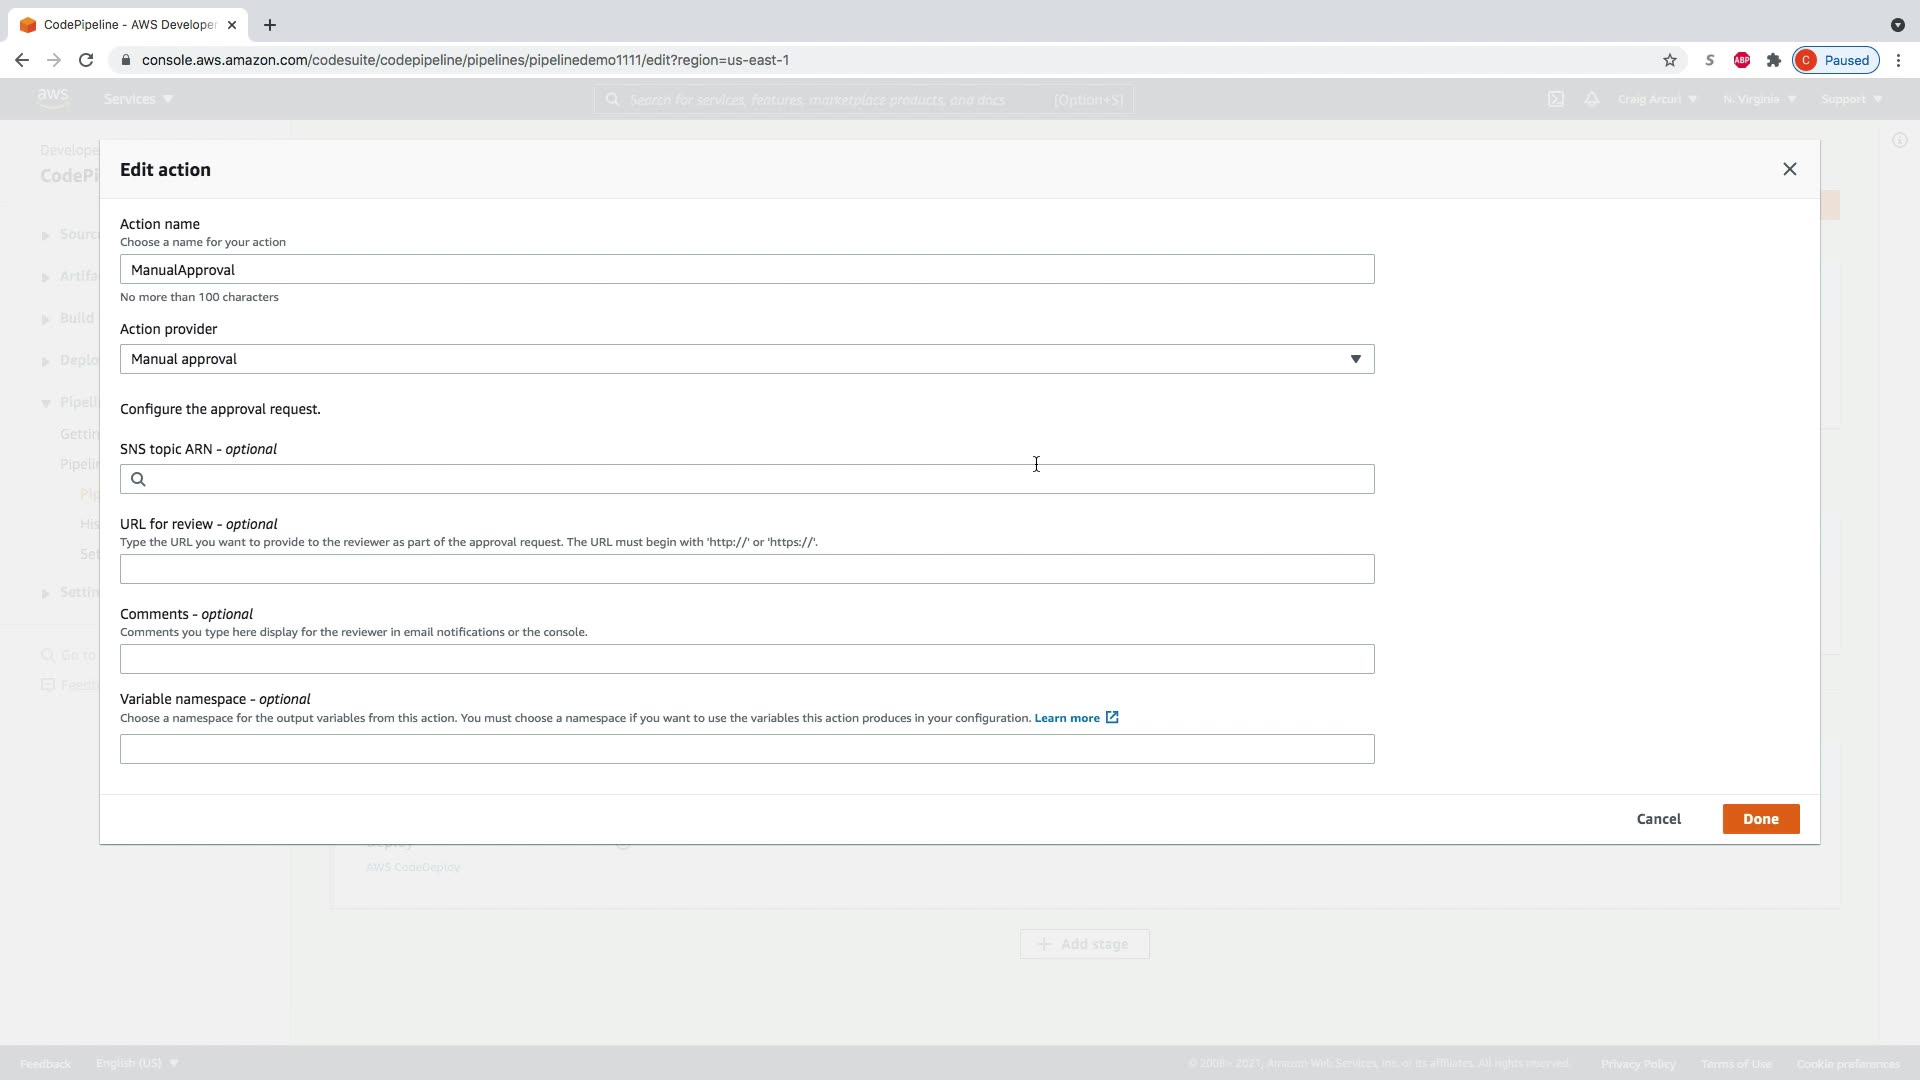 CodePipeline - AWS Developer
console.aws.amazon.com/codesuite/codepipeline/pipelines/pipelinedemo1111/edit?region=us-east-1
S
ABP
C Paused
aws
Services
Search for services, features, marketplace products, and docs
[Option+S]
Craig Arcuri
N. Virginia
Support
Develope
CodePi
Edit action
Action name
Choose a name for your action
ManualApproval
No more than 100 characters
Action provider
Manual approval
Configure the approval request.
SNS topic ARN - optional
URL for review - optional
Type the URL you want to provide to the reviewer as part of the approval request. The URL must begin with 'http://' or 'https://'.
Comments - optional
Comments you type here display for the reviewer in email notifications or the console.
Variable namespace - optional
Choose a namespace for the output variables from this action. You must choose a namespace if you want to use the variables this action produces in your configuration. Learn more
Cancel
Done
Sourc
Artifa
Build
Deplo
Pipeli
Gettin
Pipelin
Pip
His
Set
Settin
Go to
Feedb
Deploy
AWS CodeDeploy
Add stage
Feedback
English (US)
© 2008 - 2021, Amazon Web Services, Inc. or its affiliates. All rights reserved.
Privacy Policy
Terms of Use
Cookie preferences